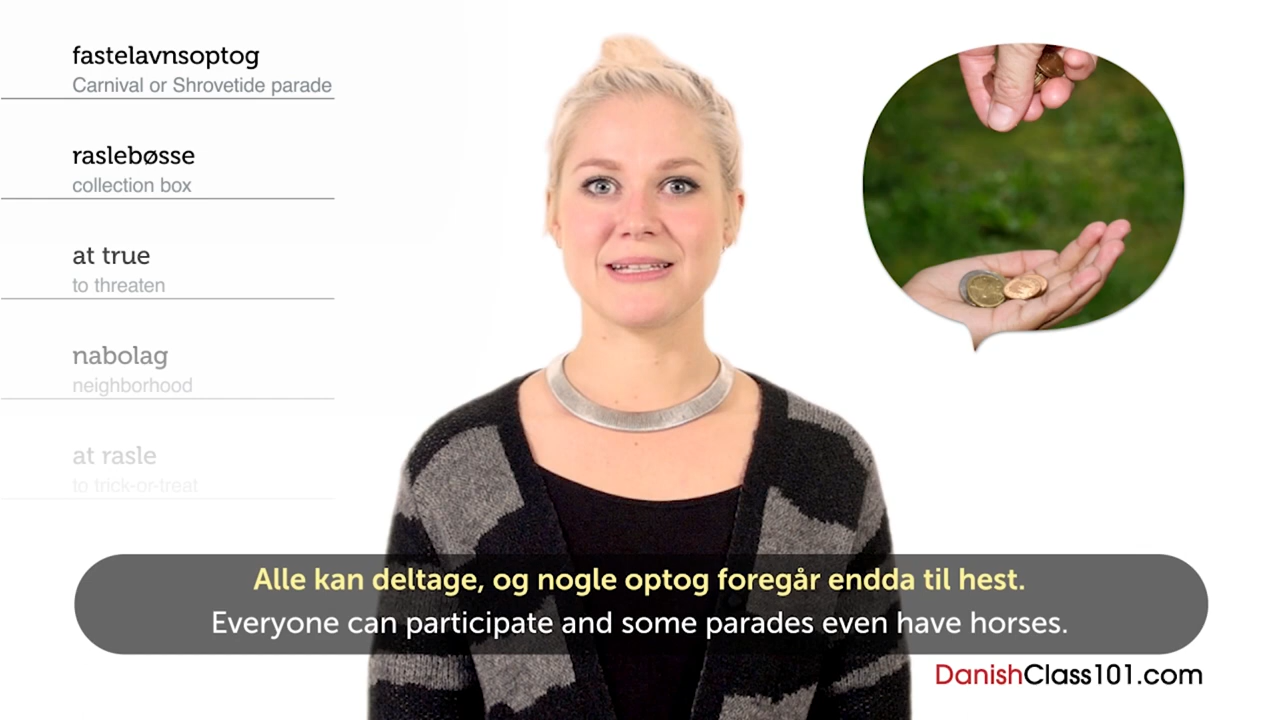 fastelavnsoptog
Carnival or Shrovetide parade
raslebøsse
collection box
at true
to threaten
nabolag
neighborhood
at rasle
to trick-or-treat
Alle kan deltage, og nogle optog foregår endda til hest.
Everyone can participate and some parades even have horses.
DanishClass101.com